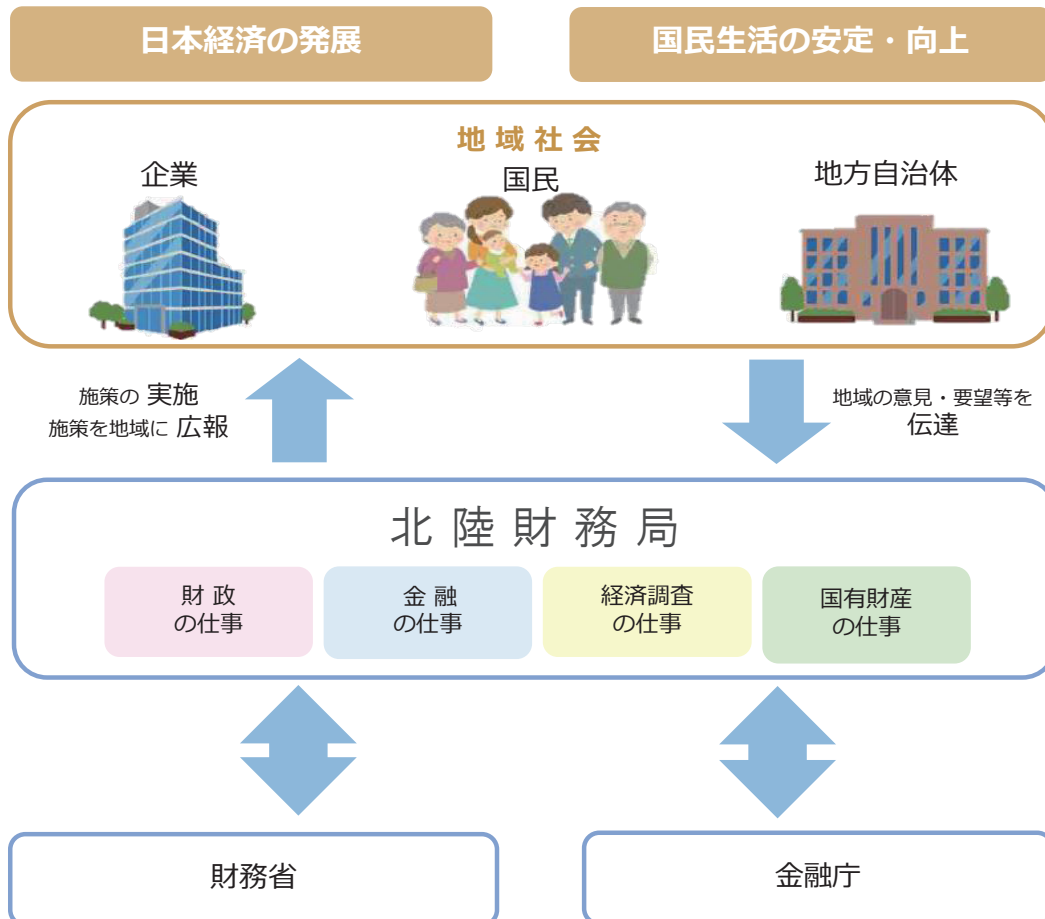 日本経済の発展
国民生活の安定・向上
地域社会
企業
国民
地方自治体
施策の 実施
施策を地域に 広報
地域の意見・要望等を
伝達
北陸財務局
財政
の仕事
金融
の仕事
経済調査
の仕事
国有財産
の仕事
財務省
金融庁